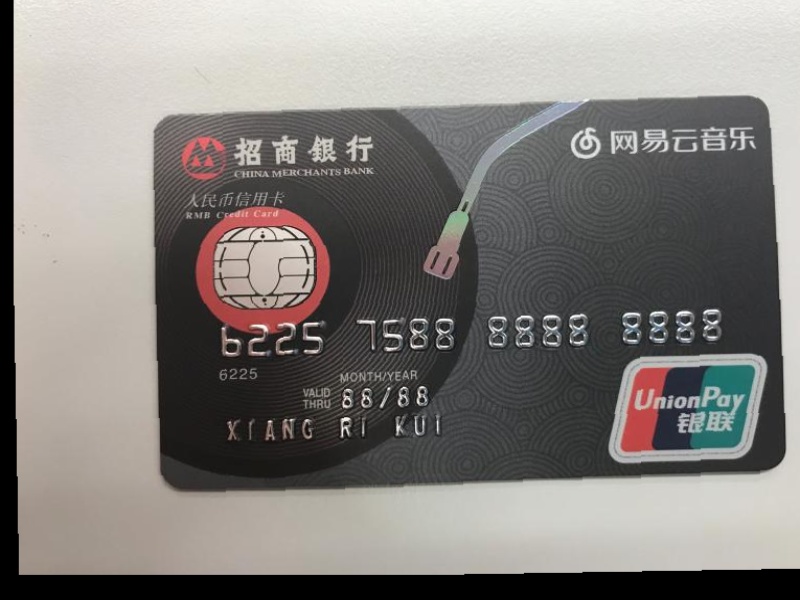 招商銀行
CHINA MERCHANTS BANK
网易云音乐
人民币信用卡
RMB Credit Card
6225 7588 8888 8888
6225
MONTH/YEAR
VALID THRU 88/88
XIANG RI KUI
UnionPay
银联